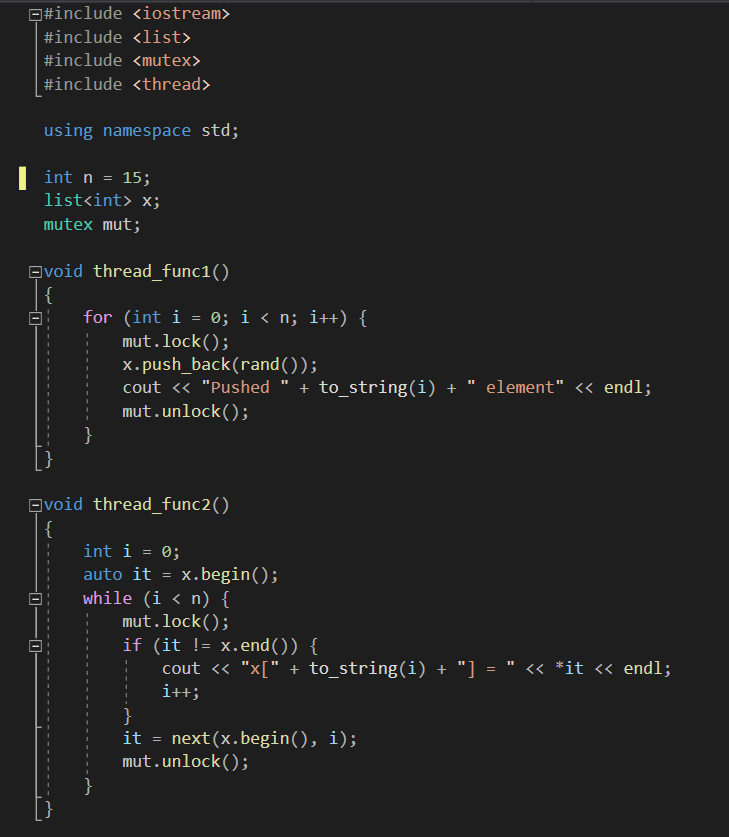 #include <iostream>
#include <list>
#include <mutex>
#include <thread>
using namespace std;
int n = 15;
list<int> x;
mutex mut;
void thread_func1()
{
for (int i = 0; i < n; i++) {
mut.lock();
x.push_back(rand());
cout << "Pushed " + to_string(i) + " element" << endl;
mut.unlock();
}
}
void thread_func2()
{
int i = 0;
auto it = x.begin();
while (i < n) {
mut.lock();
if (it != x.end()) {
cout << "x[" + to_string(i) + "] = " << *it << endl;
i++;
}
it = next(x.begin(), i);
mut.unlock();
}
}